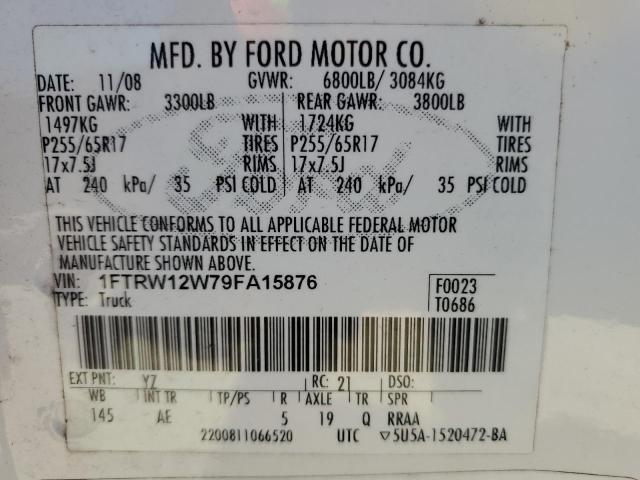 MFD. BY FORD MOTOR CO.
DATE: 11/08 GVWR: 6800LB/ 3084KG
FRONT GAWR: 3300LB REAR GAWR: 3800LB
1497KG WITH 1724KG WITH
P255/65R17 TIRES P255/65R17 TIRES
17x7.5J RIMS 17x7.5J RIMS
AT 240 kPa/ 35 PSI COLD AT 240 kPa/ 35 PSI COLD
THIS VEHICLE CONFORMS TO ALL APPLICABLE FEDERAL MOTOR
VEHICLE SAFETY STANDARDS IN EFFECT ON THE DATE OF
MANUFACTURE SHOWN ABOVE.
VIN: 1FTRW12W79FA15876 F0023
TYPE: Truck T0686
EXT PNT: YZ RC: 21 DSO:
WB INT TR TP/PS R AXLE TR SPR
145 AE 5 19 Q RRAA
2200811066520 UTC ▽5U5A-1520472-BA
Ford